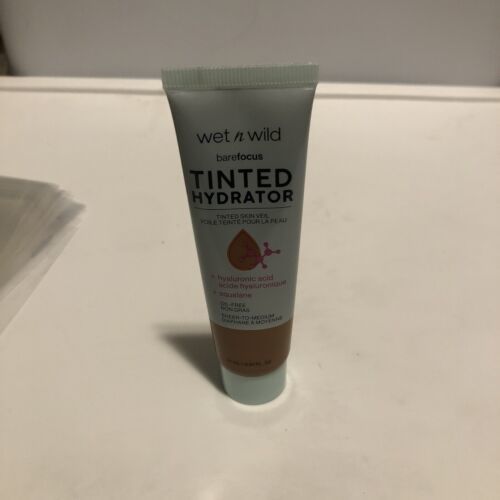 wet n wild
barefocus
TINTED
HYDRATOR
TINTED SKIN VEIL
VOILE TEINTÉ POUR LA PEAU
+ hyaluronic acid
acide hyaluronique
+ squalane
OIL-FREE
NON GRAS
SHEER-TO-MEDIUM
DIAPHANE À MOYENNE